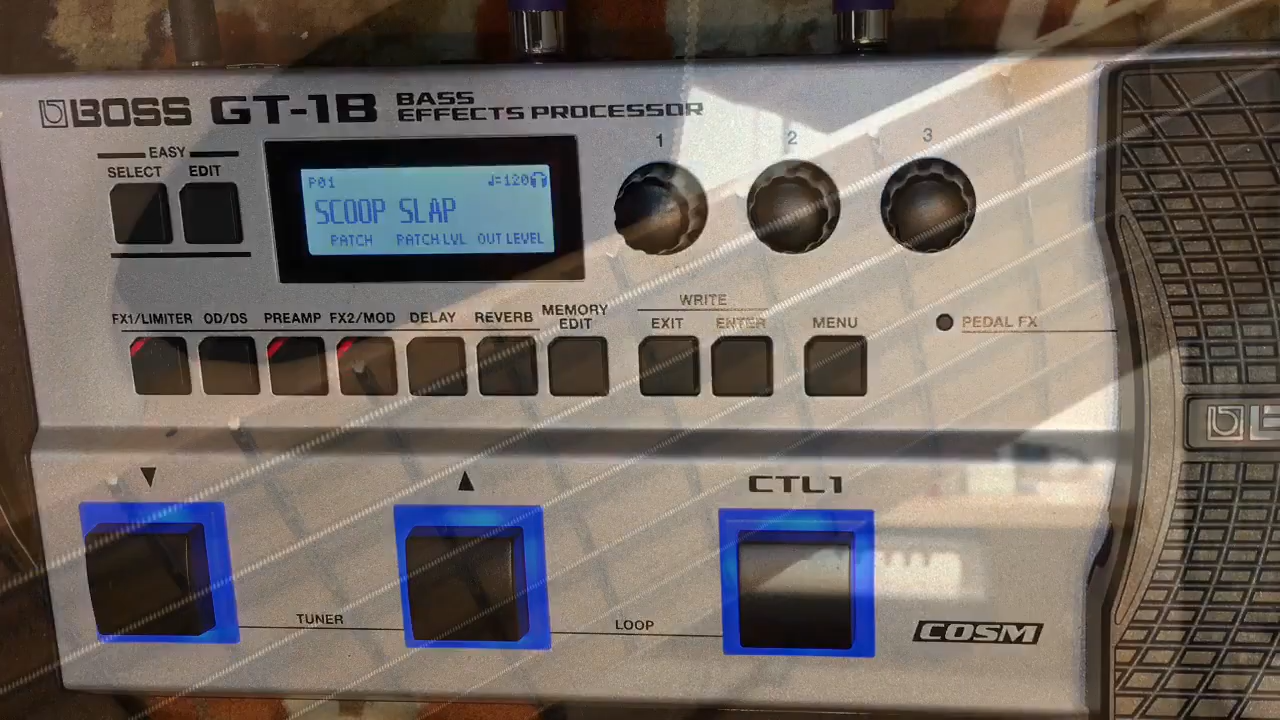 BOSS GT-1B BASS EFFECTS PROCESSOR
1 2 3
EASY
SELECT EDIT
P01 ♩=120
SCOOP SLAP
PATCH PATCH LVL OUT LEVEL
WRITE
FX1/LIMITER OD/DS PREAMP FX2/MOD DELAY REVERB MEMORY EDIT EXIT ENTER MENU PEDAL FX
▼ ▲ CTL1
TUNER LOOP
COSM